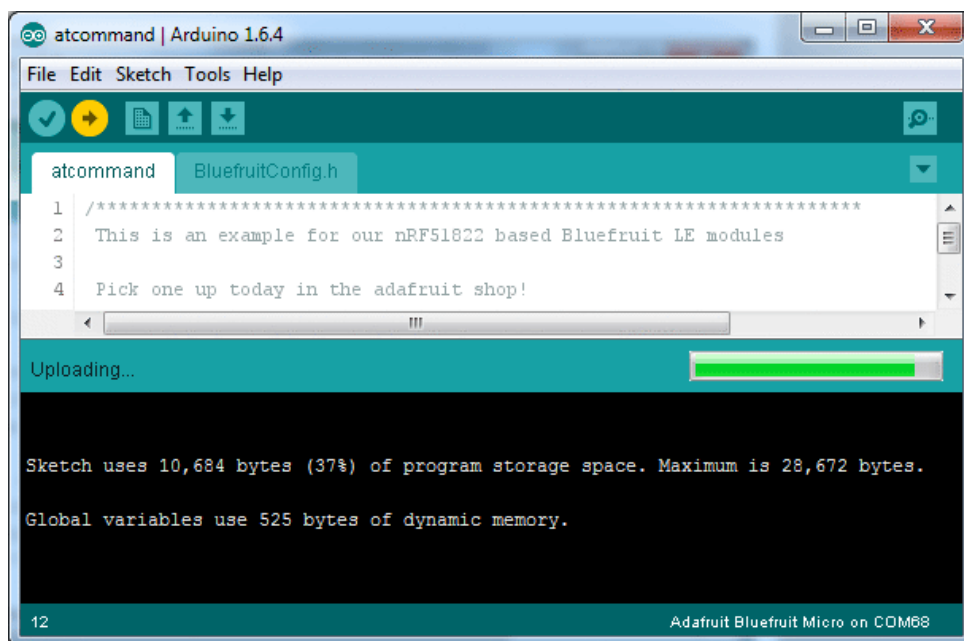 atcommand | Arduino 1.6.4
File Edit Sketch Tools Help
atcommand BluefruitConfig.h
1 /*********************************************************************
2 This is an example for our nRF51822 based Bluefruit LE modules
3
4 Pick one up today in the adafruit shop!
Uploading...
Sketch uses 10,684 bytes (37%) of program storage space. Maximum is 28,672 bytes.
Global variables use 525 bytes of dynamic memory.
12 Adafruit Bluefruit Micro on COM68